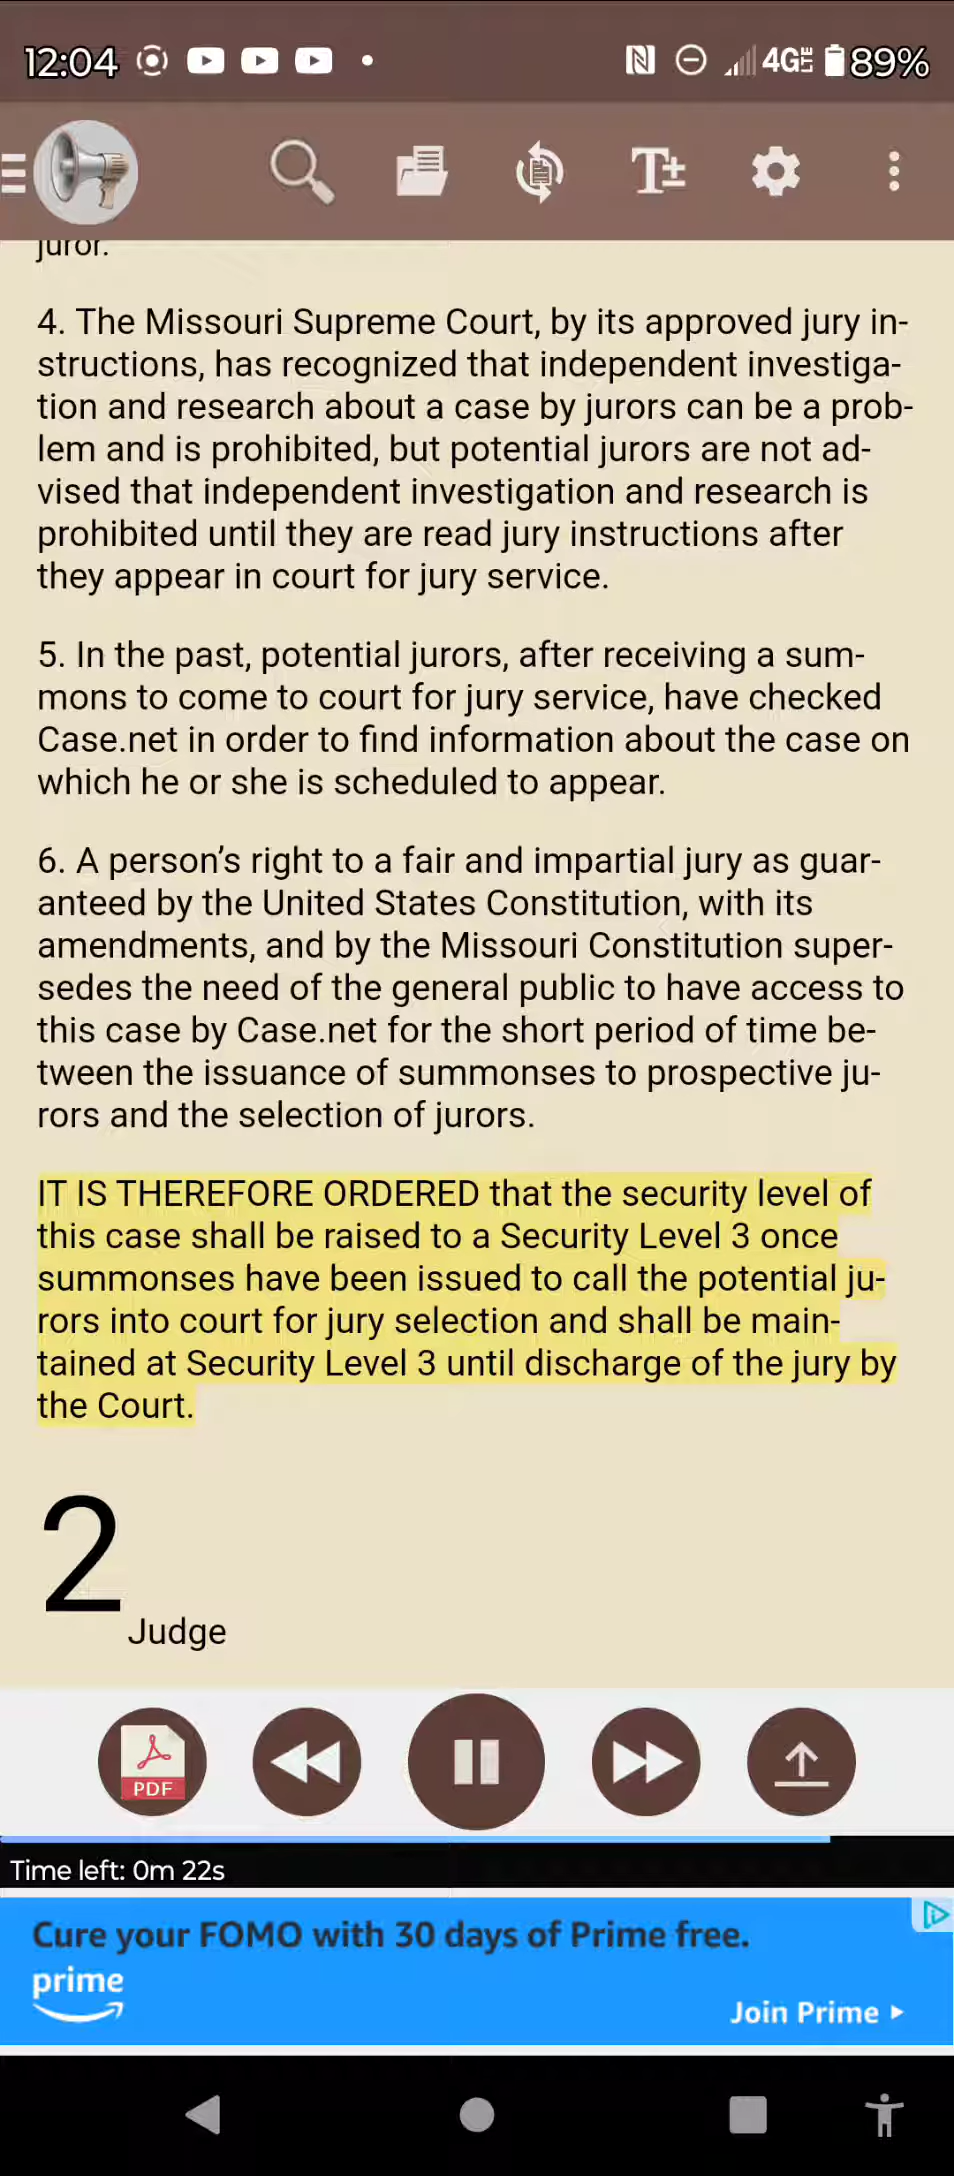 12:04
4G LTE 89%
T±
juror.
4. The Missouri Supreme Court, by its approved jury in-
structions, has recognized that independent investiga-
tion and research about a case by jurors can be a prob-
lem and is prohibited, but potential jurors are not ad-
vised that independent investigation and research is
prohibited until they are read jury instructions after
they appear in court for jury service.
5. In the past, potential jurors, after receiving a sum-
mons to come to court for jury service, have checked
Case.net in order to find information about the case on
which he or she is scheduled to appear.
6. A person’s right to a fair and impartial jury as guar-
anteed by the United States Constitution, with its
amendments, and by the Missouri Constitution super-
sedes the need of the general public to have access to
this case by Case.net for the short period of time be-
tween the issuance of summonses to prospective ju-
rors and the selection of jurors.
IT IS THEREFORE ORDERED that the security level of
this case shall be raised to a Security Level 3 once
summonses have been issued to call the potential ju-
rors into court for jury selection and shall be main-
tained at Security Level 3 until discharge of the jury by
the Court.
2
Judge
PDF
Time left: 0m 22s
Cure your FOMO with 30 days of Prime free.
prime
Join Prime